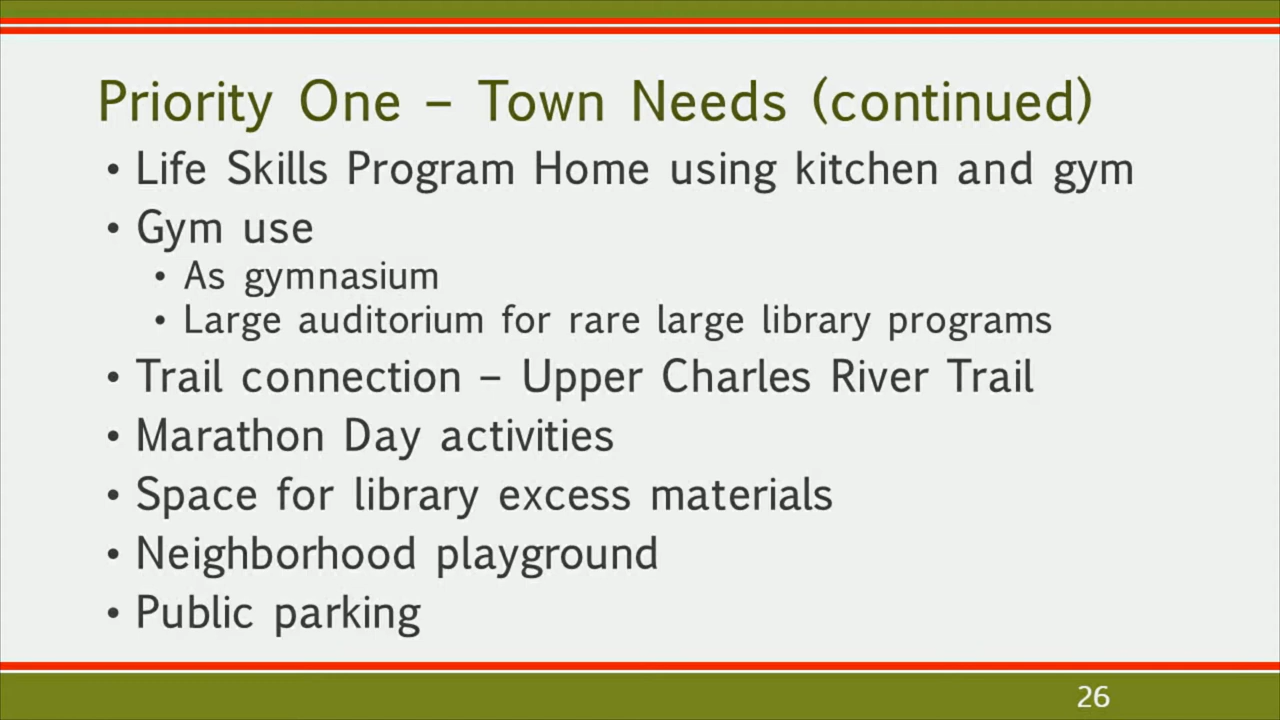 Priority One – Town Needs (continued)
• Life Skills Program Home using kitchen and gym
• Gym use
• As gymnasium
• Large auditorium for rare large library programs
• Trail connection – Upper Charles River Trail
• Marathon Day activities
• Space for library excess materials
• Neighborhood playground
• Public parking
26